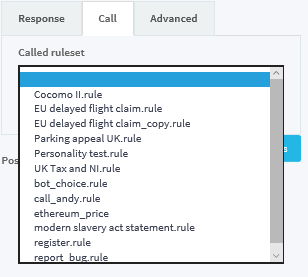 Response Call Advanced
Called ruleset
Cocomo II.rule
EU delayed flight claim.rule
EU delayed flight claim_copy.rule
Parking appeal UK.rule
Personality test.rule
UK Tax and NI.rule
bot_choice.rule
call_andy.rule
ethereum_price
modern slavery act statement.rule
register.rule
report_bug.rule
Pos
s